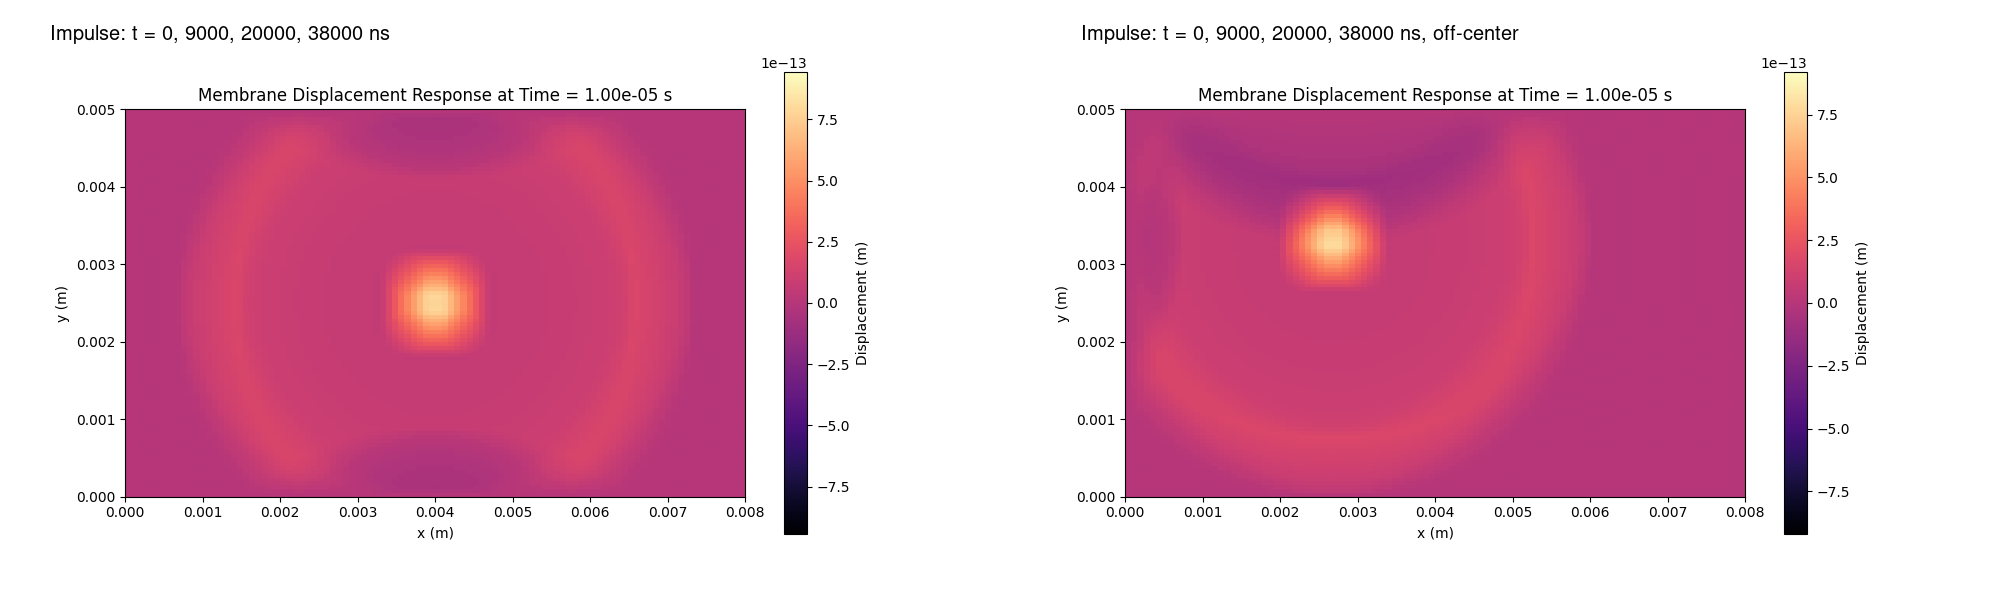 Impulse: t = 0, 9000, 20000, 38000 ns
1e−13
Membrane Displacement Response at Time = 1.00e-05 s
0.005
0.004
0.003
0.002
0.001
0.000
y (m)
0.000 0.001 0.002 0.003 0.004 0.005 0.006 0.007 0.008
x (m)
7.5
5.0
2.5
0.0
−2.5
−5.0
−7.5
Displacement (m)
Impulse: t = 0, 9000, 20000, 38000 ns, off-center
1e−13
Membrane Displacement Response at Time = 1.00e-05 s
0.005
0.004
0.003
0.002
0.001
0.000
y (m)
0.000 0.001 0.002 0.003 0.004 0.005 0.006 0.007 0.008
x (m)
7.5
5.0
2.5
0.0
−2.5
−5.0
−7.5
Displacement (m)